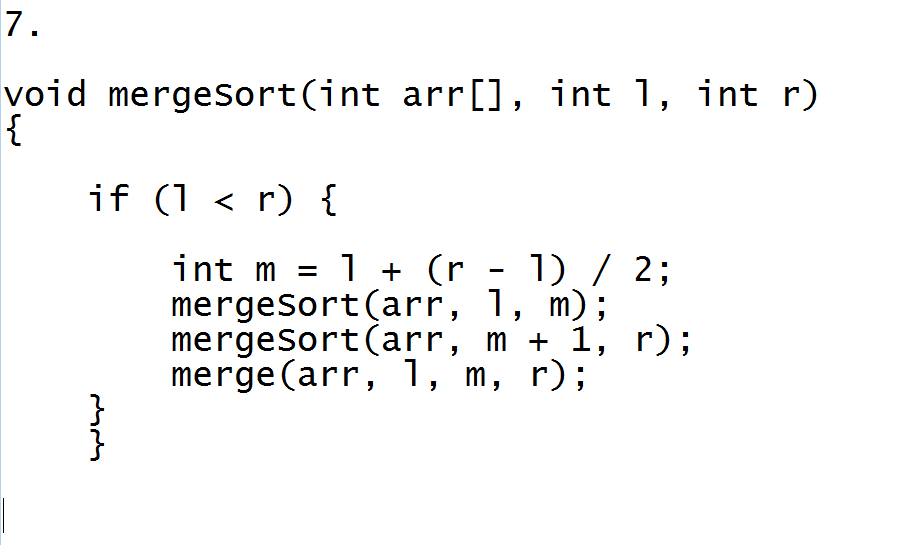 7.
void mergeSort(int arr[], int l, int r)
{
if (l < r) {
int m = l + (r - l) / 2;
mergeSort(arr, l, m);
mergeSort(arr, m + 1, r);
merge(arr, l, m, r);
}
}